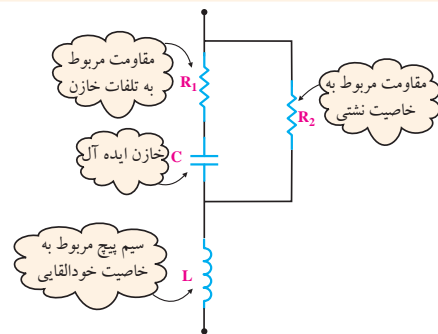 مقاومت مربوط
به تلفات خازن
R1
مقاومت مربوط به
خاصیت نشتی
R2
خازن ایده آل
C
سیم پیچ مربوط به
خاصیت خودالقایی
L